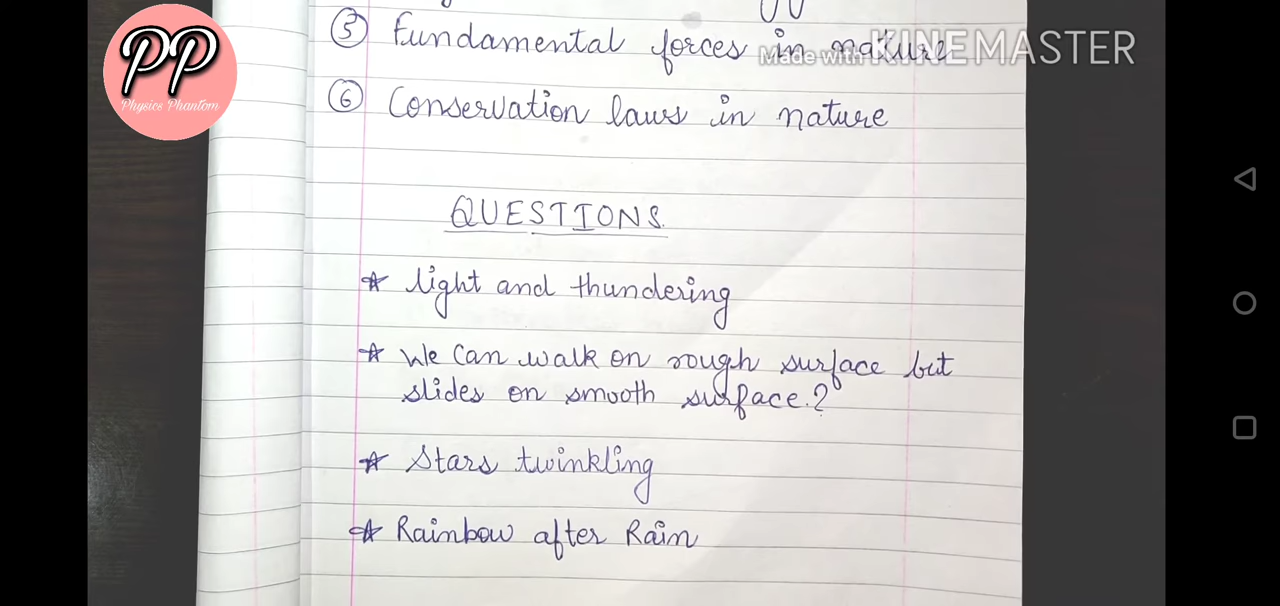 PP
Physics Phantom
5 Fundamental forces in nature
Made with KINEMASTER
6 Conservation laws in nature
QUESTIONS.
☆ light and thundering
☆ We can walk on rough surface but
slides on smooth surface.?
☆ Stars twinkling
☆ Rainbow after Rain